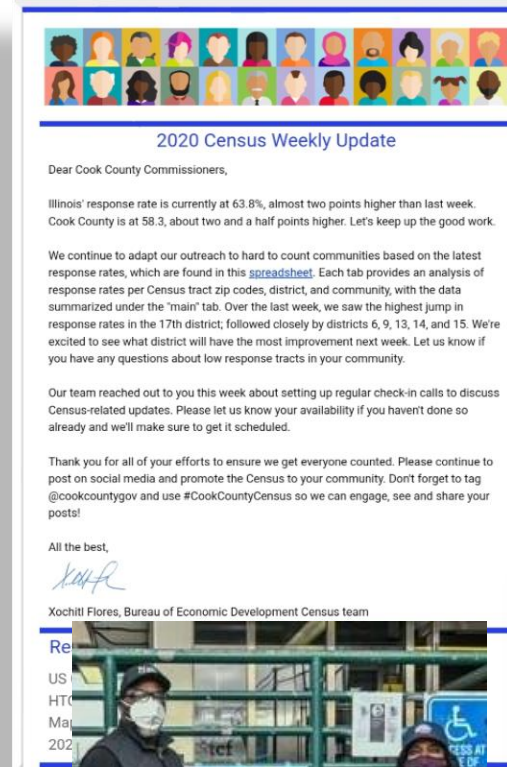 2020 Census Weekly Update
Dear Cook County Commissioners,
Illinois' response rate is currently at 63.8%, almost two points higher than last week.
Cook County is at 58.3, about two and a half points higher. Let's keep up the good work.
We continue to adapt our outreach to hard to count communities based on the latest
response rates, which are found in this spreadsheet. Each tab provides an analysis of
response rates per Census tract zip codes, district, and community, with the data
summarized under the "main" tab. Over the last week, we saw the highest jump in
response rates in the 17th district; followed closely by districts 6, 9, 13, 14, and 15. We're
excited to see what district will have the most improvement next week. Let us know if
you have any questions about low response tracts in your community.
Our team reached out to you this week about setting up regular check-in calls to discuss
Census-related updates. Please let us know your availability if you haven't done so
already and we'll make sure to get it scheduled.
Thank you for all of your efforts to ensure we get everyone counted. Please continue to
post on social media and promote the Census to your community. Don't forget to tag
@cookcountygov and use #CookCountyCensus so we can engage, see and share your
posts!
All the best,
Xochitl Flores, Bureau of Economic Development Census team
Re
US
HTC
Ma
202
tcf